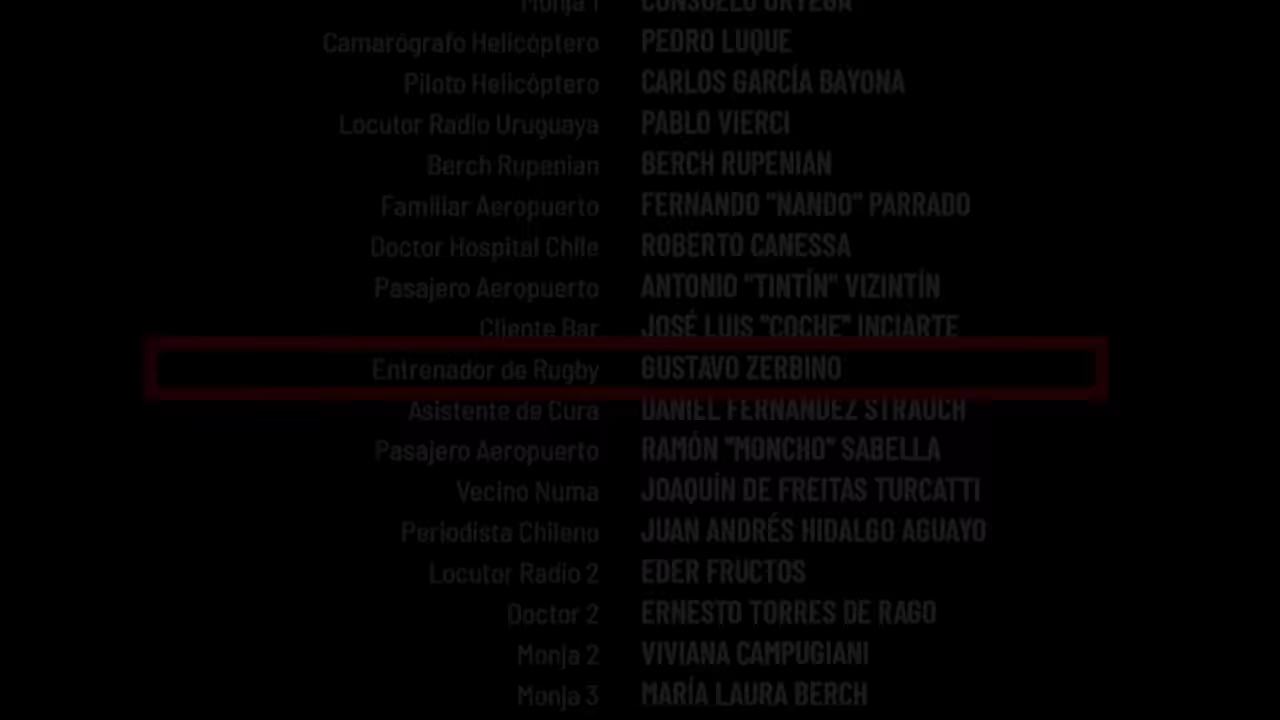 Monja 1 CONSUELO ORTEGA
Camarógrafo Helicóptero PEDRO LUQUE
Piloto Helicóptero CARLOS GARCÍA BAYONA
Locutor Radio Uruguaya PABLO VIERCI
Berch Rupenian BERCH RUPENIAN
Familiar Aeropuerto FERNANDO "NANDO" PARRADO
Doctor Hospital Chile ROBERTO CANESSA
Pasajero Aeropuerto ANTONIO "TINTÍN" VIZINTÍN
Cliente Bar JOSÉ LUIS "COCHE" INCIARTE
Entrenador de Rugby GUSTAVO ZERBINO
Asistente de Cura DANIEL FERNÁNDEZ STRAUCH
Pasajero Aeropuerto RAMÓN "MONCHO" SABELLA
Vecino Numa JOAQUÍN DE FREITAS TURCATTI
Periodista Chileno JUAN ANDRÉS HIDALGO AGUAYO
Locutor Radio 2 EDER FRUCTOS
Doctor 2 ERNESTO TORRES DE RAGO
Monja 2 VIVIANA CAMPUGIANI
Monja 3 MARÍA LAURA BERCH